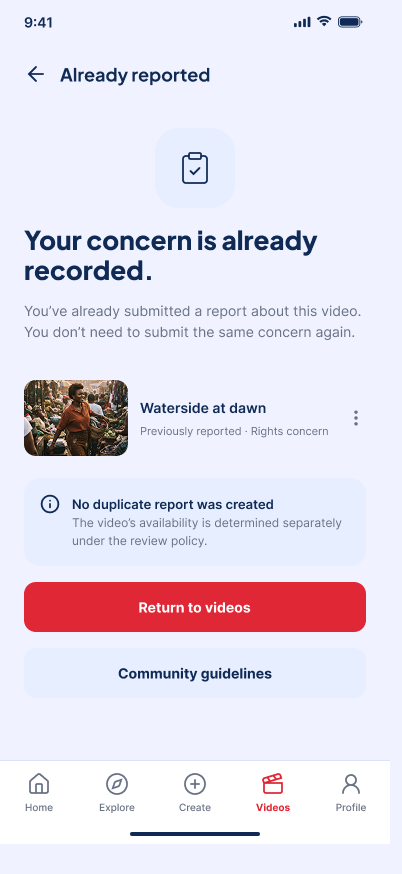 9:41
Already reported
Your concern is already
recorded.
You’ve already submitted a report about this video.
You don’t need to submit the same concern again.
Waterside at dawn
Previously reported · Rights concern
No duplicate report was created
The video’s availability is determined separately
under the review policy.
Return to videos
Community guidelines
Home
Explore
Create
Videos
Profile